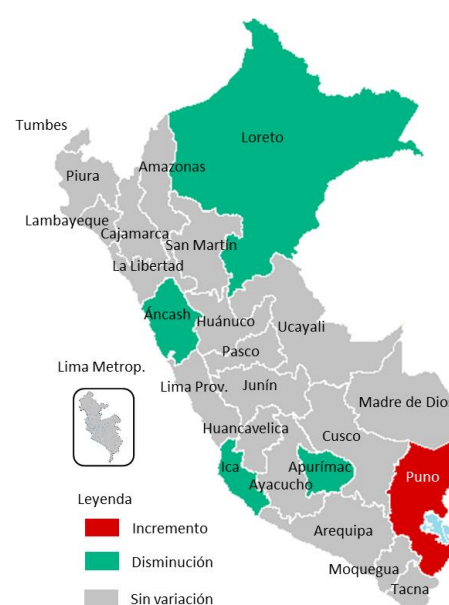 Loreto
Tumbes
Amazonas
Piura
Lambayeque
Cajamarca
San Martín
La Libertad
Áncash
Huánuco
Ucayali
Pasco
Lima Metrop.
Lima Prov.
Junín
Madre de Dios
Huancavelica
Cusco
Ica
Apurímac
Puno
Ayacucho
Leyenda
Incremento
Disminución
Sin variación
Arequipa
Moquegua
Tacna